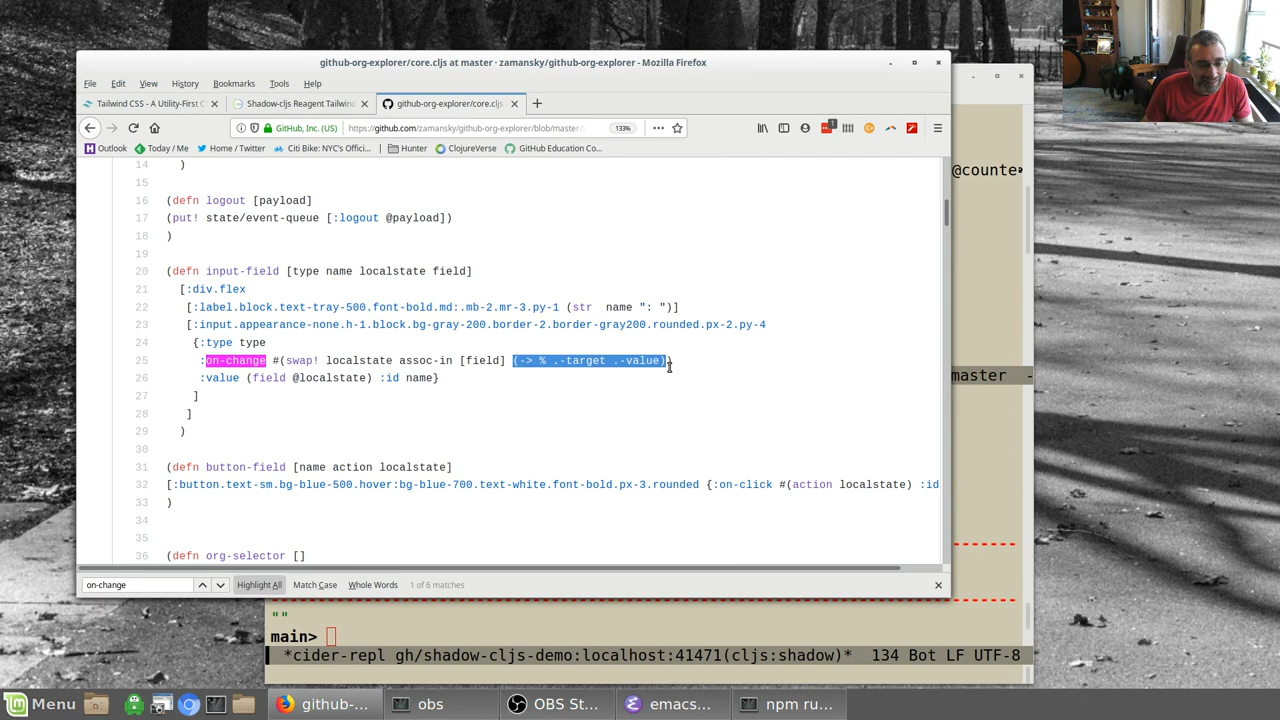 github-org-explorer/core.cljs at master · zamansky/github-org-explorer - Mozilla Firefox
File Edit View History Bookmarks Tools Help
Tailwind CSS - A Utility-First C
Shadow-cljs Reagent Tailwind
github-org-explorer/core.cljs
GitHub, Inc. (US) https://github.com/zamansky/github-org-explorer/blob/master/ 133%
Outlook Today / Me Home / Twitter Citi Bike: NYC's Offici... Hunter ClojureVerse GitHub Education Co...
14 )
15
16 (defn logout [payload]
17 (put! state/event-queue [:logout @payload])
18 )
19
20 (defn input-field [type name localstate field]
21 [:div.flex
22 [:label.block.text-tray-500.font-bold.md:.mb-2.mr-3.py-1 (str name ": ")]
23 [:input.appearance-none.h-1.block.bg-gray-200.border-2.border-gray200.rounded.px-2.py-4
24 {:type type
25 :on-change #(swap! localstate assoc-in [field] (-> % .-target .-value))
26 :value (field @localstate) :id name}
27 ]
28 ]
29 )
30
31 (defn button-field [name action localstate]
32 [:button.text-sm.bg-blue-500.hover:bg-blue-700.text-white.font-bold.px-3.rounded {:on-click #(action localstate) :id
33 )
34
35
36 (defn org-selector []
on-change Highlight All Match Case Whole Words 1 of 6 matches
@counte
master -
""
main>
*cider-repl gh/shadow-cljs-demo:localhost:41471(cljs:shadow)* 134 Bot LF UTF-8
Menu github-... obs OBS St... emacs... npm ru...